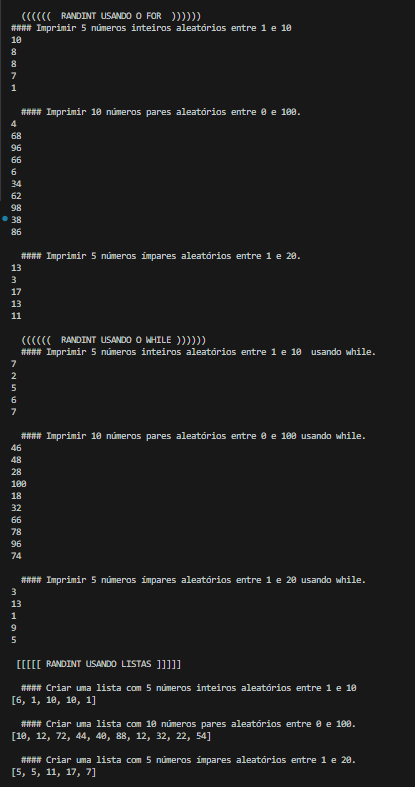 ((((((  RANDINT USANDO O FOR  ))))))
#### Imprimir 5 números inteiros aleatórios entre 1 e 10
10
8
8
7
1
#### Imprimir 10 números pares aleatórios entre 0 e 100.
4
68
96
66
6
34
62
98
38
86
#### Imprimir 5 números ímpares aleatórios entre 1 e 20.
13
3
17
13
11
((((((  RANDINT USANDO O WHILE ))))))
#### Imprimir 5 números inteiros aleatórios entre 1 e 10  usando while.
7
2
5
6
7
#### Imprimir 10 números pares aleatórios entre 0 e 100 usando while.
46
48
28
100
18
32
66
78
96
74
#### Imprimir 5 números ímpares aleatórios entre 1 e 20 usando while.
3
13
1
9
5
[[[[[ RANDINT USANDO LISTAS ]]]]]
#### Criar uma lista com 5 números inteiros aleatórios entre 1 e 10
[6, 1, 10, 10, 1]
#### Criar uma lista com 10 números pares aleatórios entre 0 e 100.
[10, 12, 72, 44, 40, 88, 12, 32, 22, 54]
#### Criar uma lista com 5 números ímpares aleatórios entre 1 e 20.
[5, 5, 11, 17, 7]